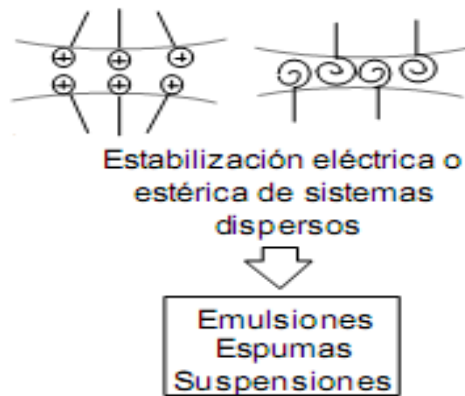 Estabilización eléctrica o
estérica de sistemas
dispersos
Emulsiones
Espumas
Suspensiones